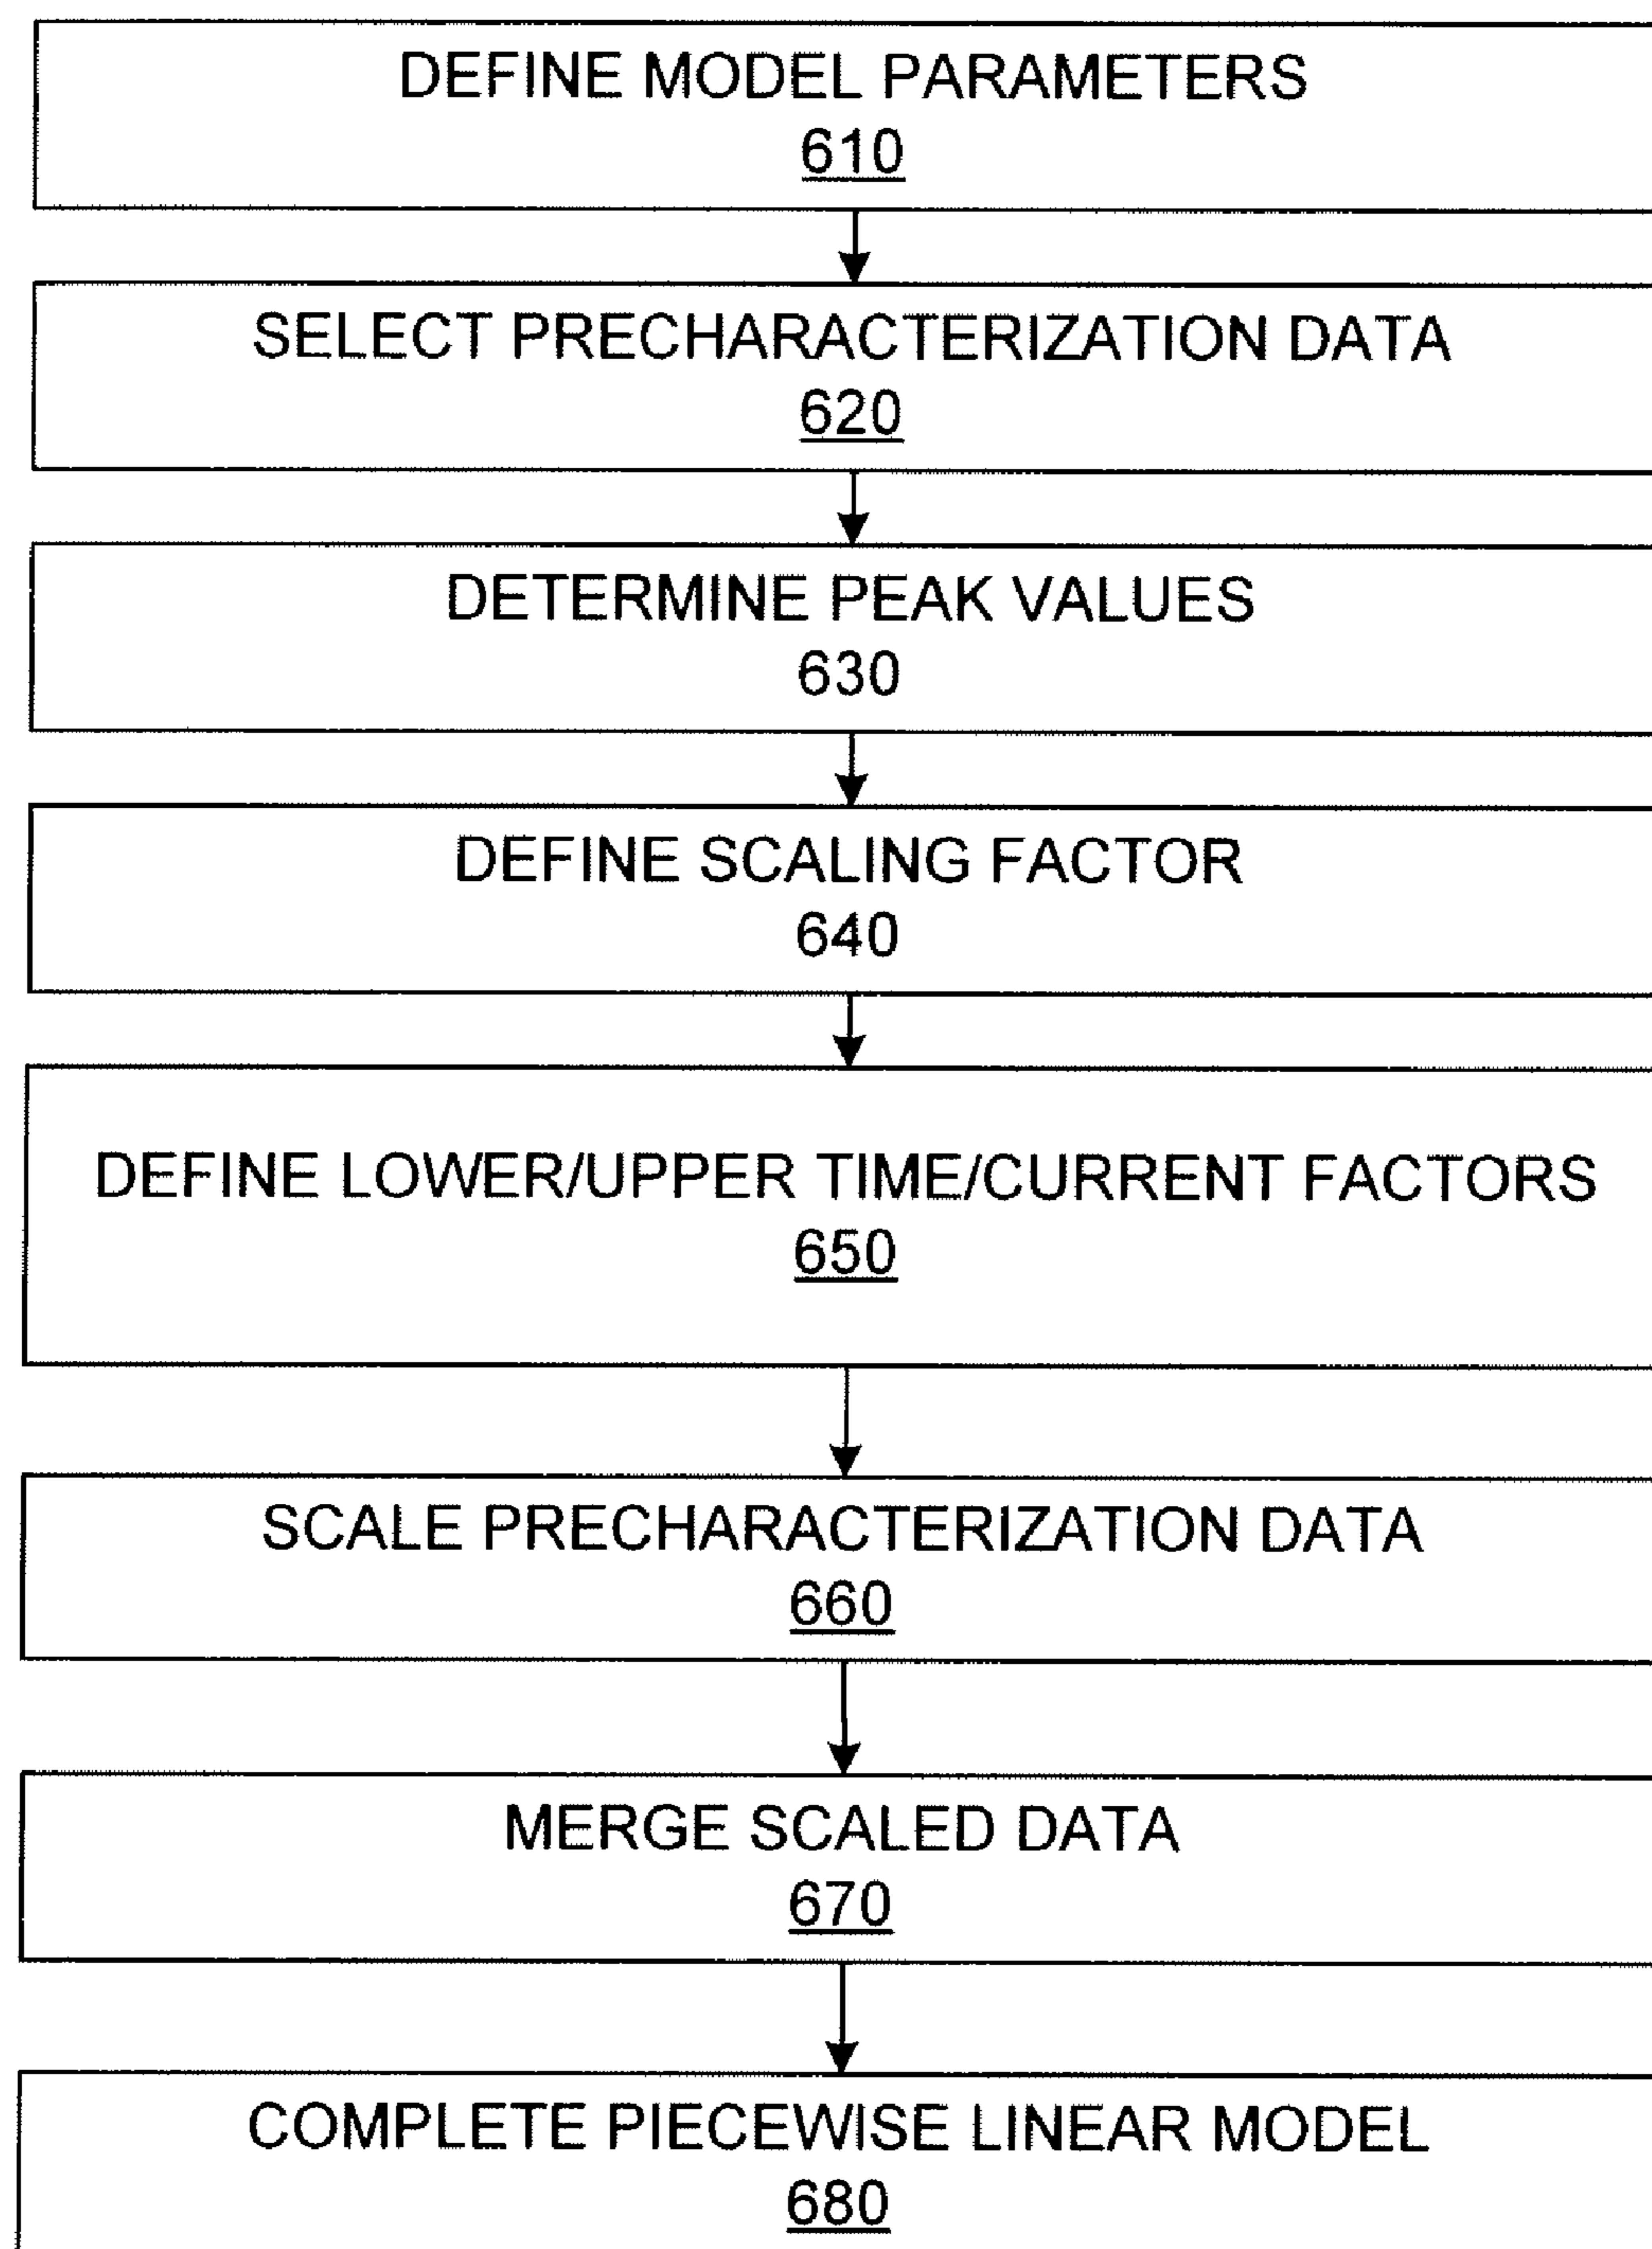 DEFINE MODEL PARAMETERS
610
SELECT PRECHARACTERIZATION DATA
620
DETERMINE PEAK VALUES
630
DEFINE SCALING FACTOR
640
DEFINE LOWER/UPPER TIME/CURRENT FACTORS
650
SCALE PRECHARACTERIZATION DATA
660
MERGE SCALED DATA
670
COMPLETE PIECEWISE LINEAR MODEL
680